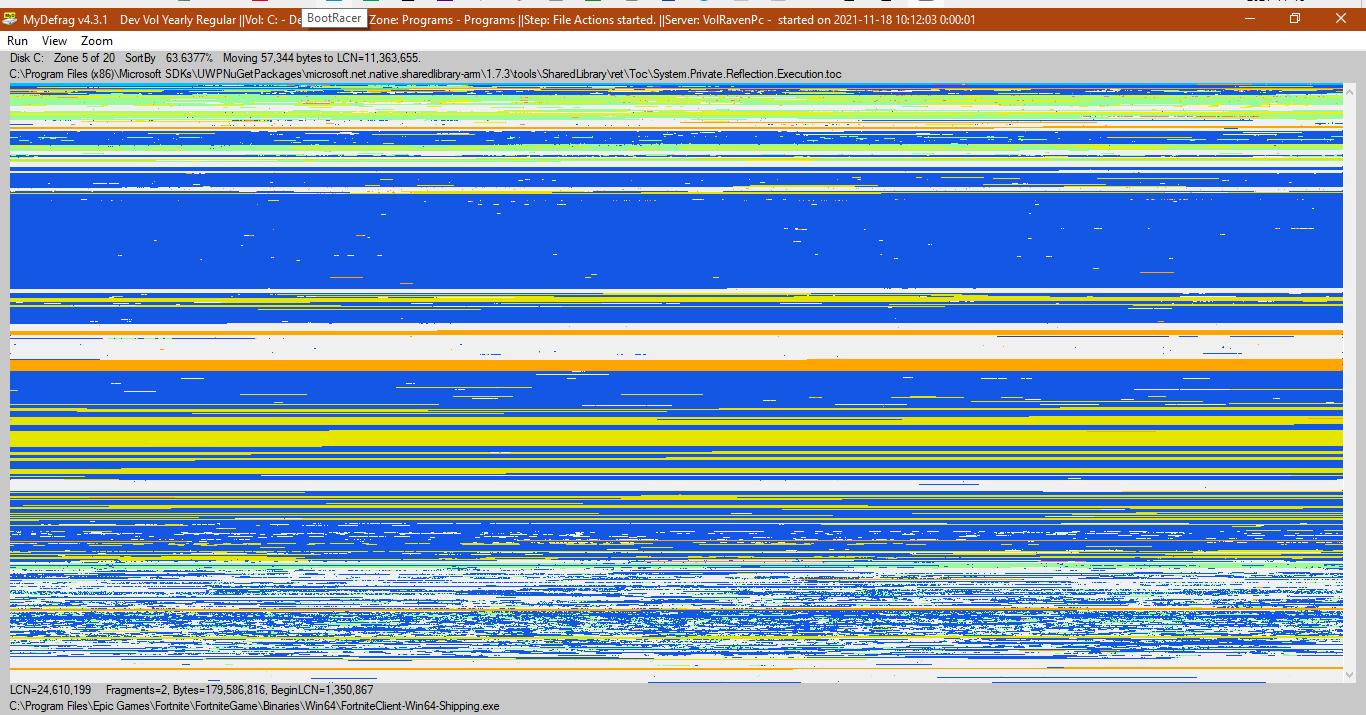 MyDefrag v4.3.1 Dev Vol Yearly Regular ||Vol: C: - De BootRacer Zone: Programs - Programs ||Step: File Actions started. ||Server: VolRavenPc - started on 2021-11-18 10:12:03 0:00:01
Run View Zoom
Disk C: Zone 5 of 20 SortBy 63.6377% Moving 57,344 bytes to LCN=11,363,655.
C:\Program Files (x86)\Microsoft SDKs\UWPNuGetPackages\microsoft.net.native.sharedlibrary-arm\1.7.3\tools\SharedLibrary\ret\Toc\System.Private.Reflection.Execution.toc
LCN=24,610,199 Fragments=2, Bytes=179,586,816, BeginLCN=1,350,867
C:\Program Files\Epic Games\Fortnite\FortniteGame\Binaries\Win64\FortniteClient-Win64-Shipping.exe